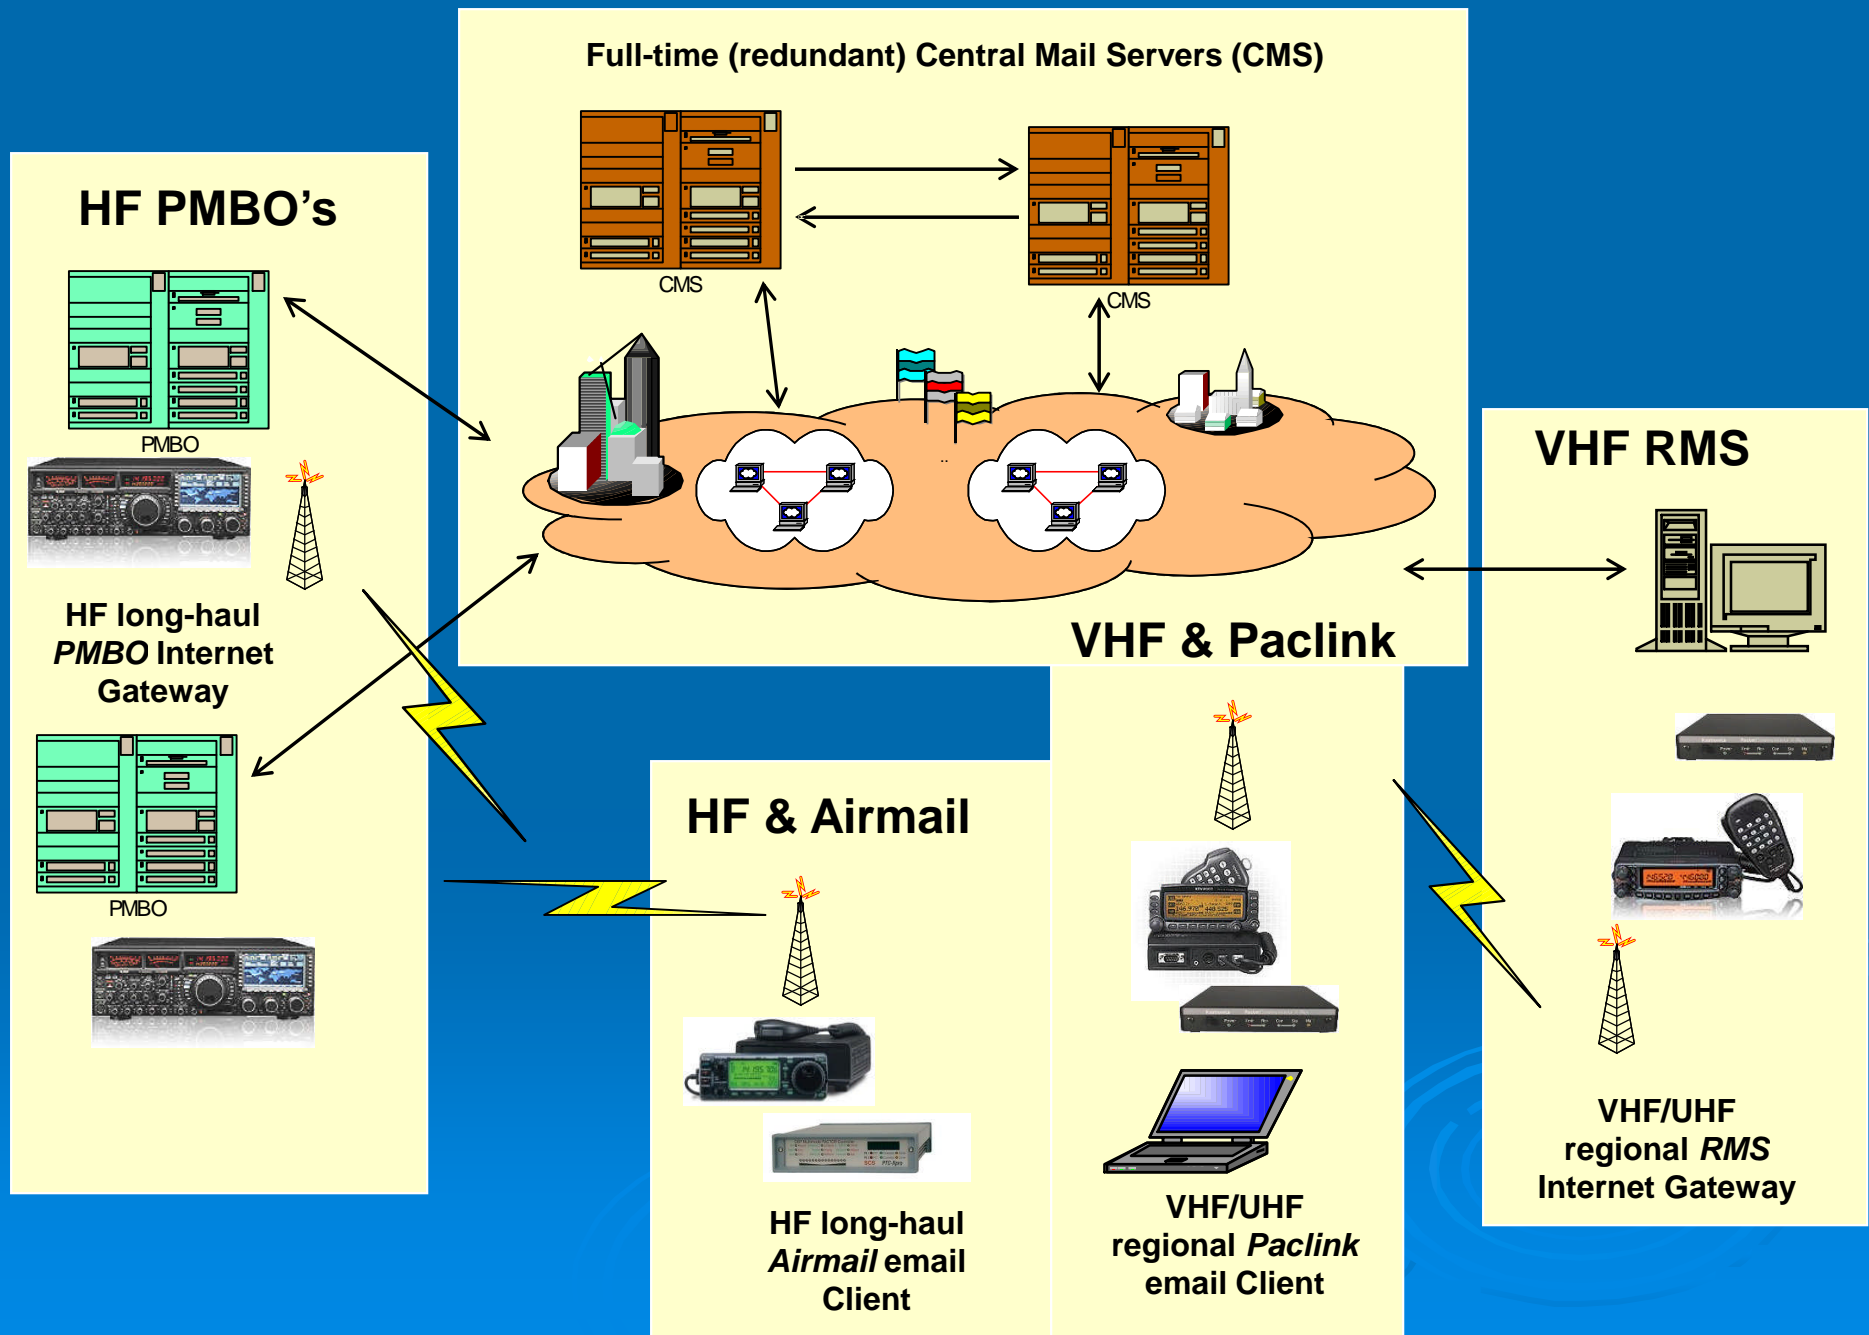 Full-time (redundant) Central Mail Servers (CMS)
CMS
CMS
HF PMBO's
PMBO
HF long-haul
PMBO Internet
Gateway
PMBO
VHF & Paclink
VHF/UHF
regional Paclink
email Client
HF & Airmail
HF long-haul
Airmail email
Client
VHF RMS
VHF/UHF
regional RMS
Internet Gateway